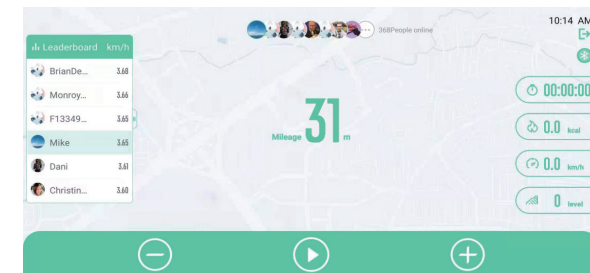 10:14 AM
368People online
Leaderboard km/h
BrianDe... 3.68
Monroy... 3.66
F13349... 3.65
Mike 3.65
Dani 3.61
Christin... 3.60
Mileage 31 m
00:00:00
0.0 kcal
0.0 km/h
0 level